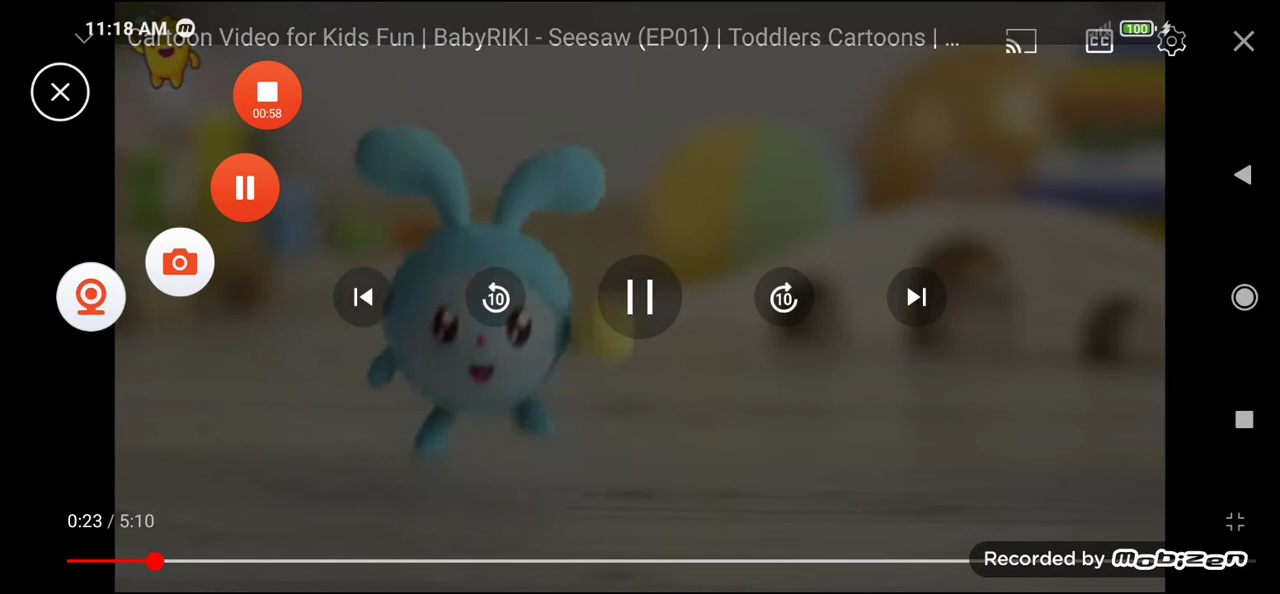 11:18 AM
100
Cartoon Video for Kids Fun | BabyRIKI - Seesaw (EP01) | Toddlers Cartoons | ...
CC
00:58
10
10
0:23 / 5:10
Recorded by mobizen